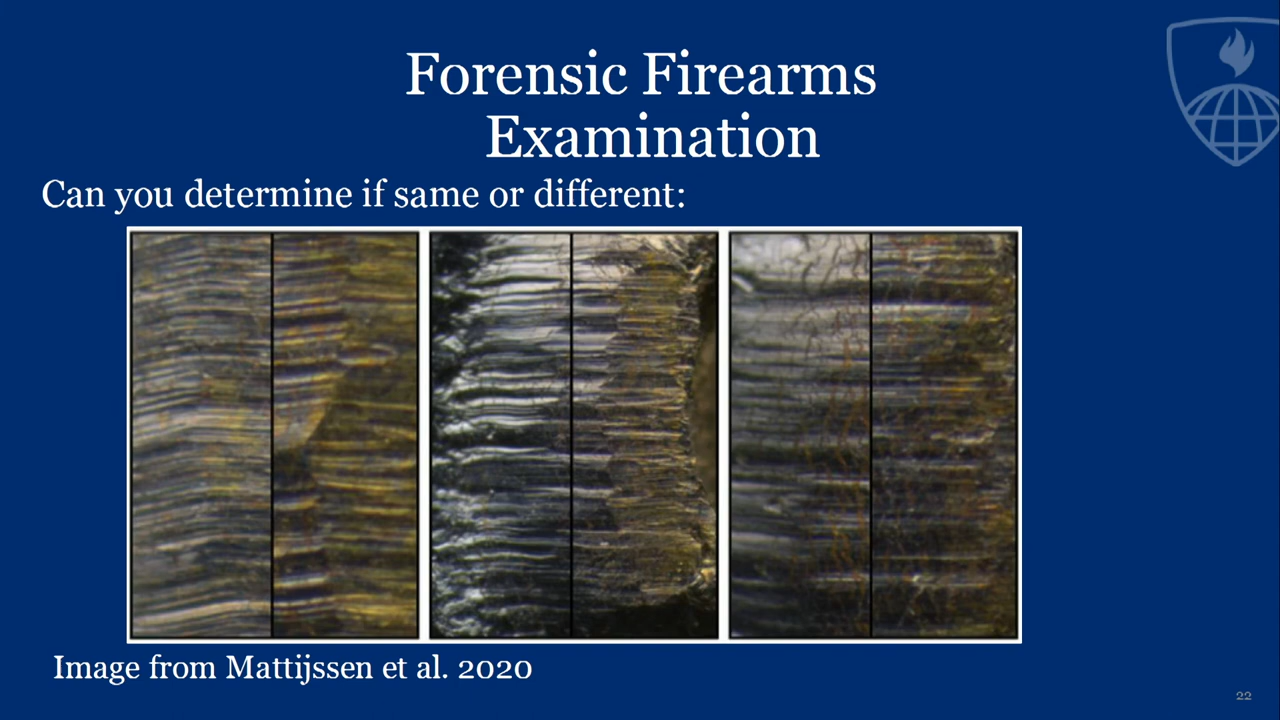 Forensic Firearms
Examination
Can you determine if same or different:
Image from Mattijssen et al. 2020
22